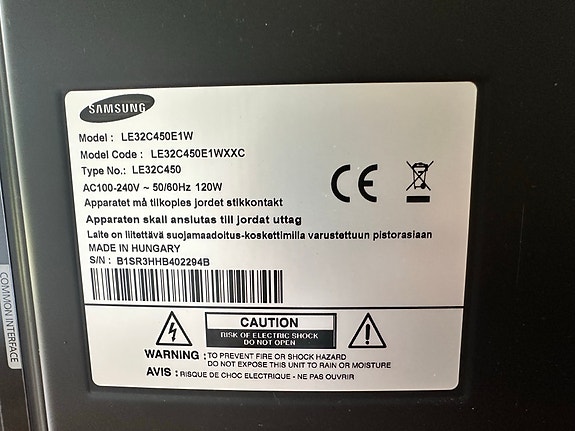 SAMSUNG
Model : LE32C450E1W
Model Code : LE32C450E1WXXC
Type No.: LE32C450
AC100-240V ~ 50/60Hz 120W
Apparatet må tilkoples jordet stikkontakt
Apparaten skall anslutas till jordat uttag
Laite on liitettävä suojamaadoitus-koskettimilla varustettuun pistorasiaan
MADE IN HUNGARY
S/N : B1SR3HHB402294B
CE
CAUTION
RISK OF ELECTRIC SHOCK
DO NOT OPEN
WARNING : TO PREVENT FIRE OR SHOCK HAZARD
DO NOT EXPOSE THIS UNIT TO RAIN OR MOISTURE
AVIS : RISQUE DE CHOC ELECTRIQUE - NE PAS OUVRIR
COMMON INTERFACE